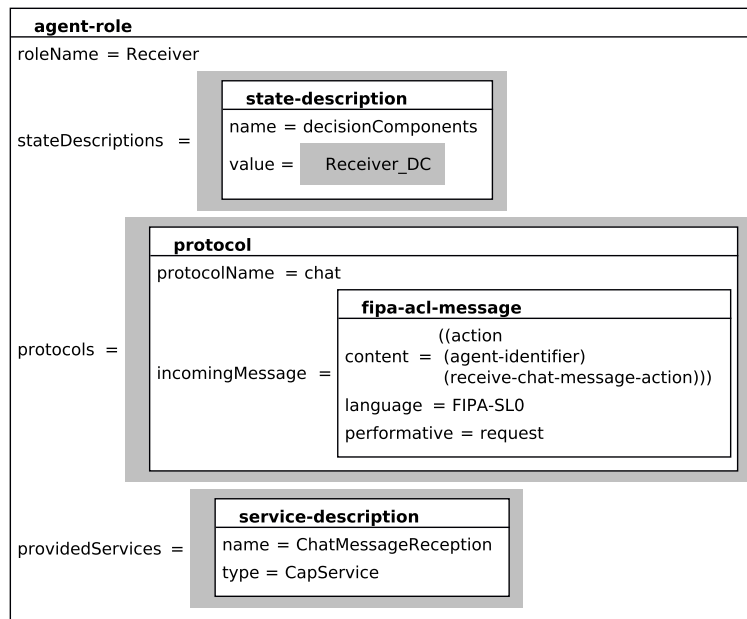 agent-role
roleName = Receiver
stateDescriptions =
state-description
name = decisionComponents
value = Receiver_DC
protocols =
protocol
protocolName = chat
incomingMessage =
fipa-acl-message
content = ((action
(agent-identifier)
(receive-chat-message-action)))
language = FIPA-SL0
performative = request
providedServices =
service-description
name = ChatMessageReception
type = CapService